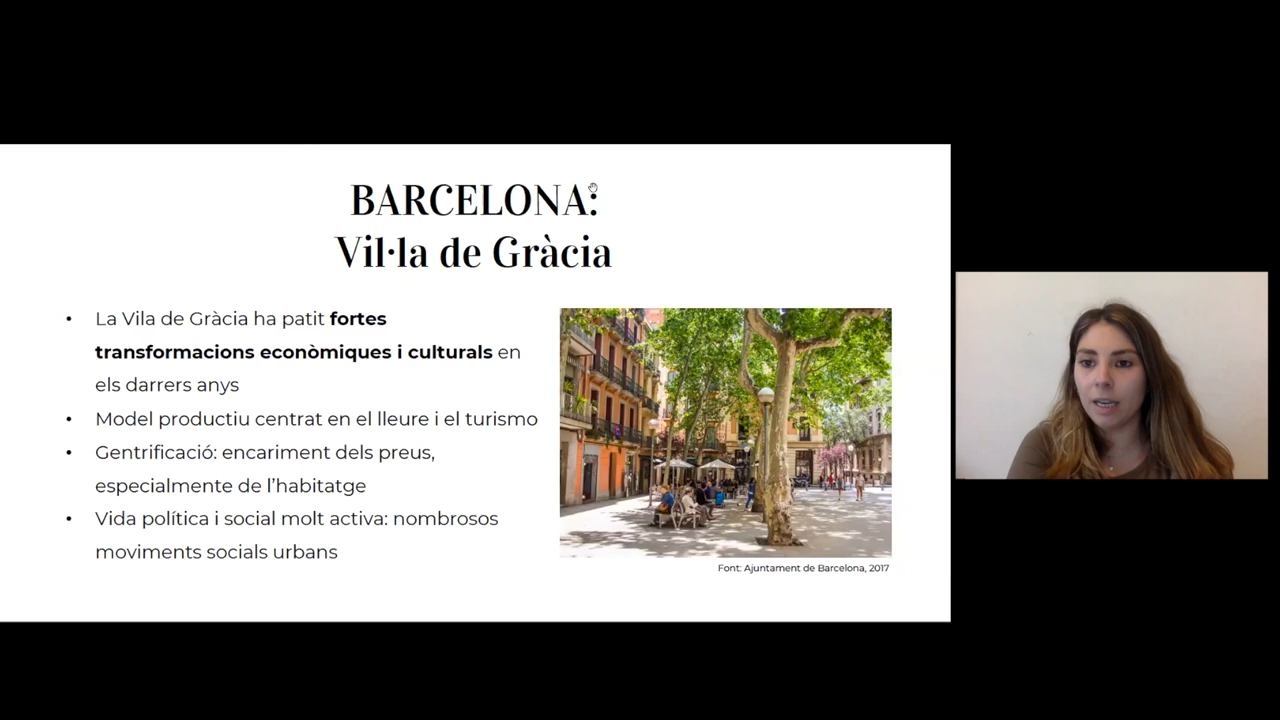 BARCELONA:
Vil·la de Gràcia
• La Vila de Gràcia ha patit fortes
transformacions econòmiques i culturals en
els darrers anys
• Model productiu centrat en el lleure i el turisme
• Gentrificació: encariment dels preus,
especialmente de l'habitatge
• Vida política i social molt activa: nombrosos
moviments socials urbans
Font: Ajuntament de Barcelona, 2017